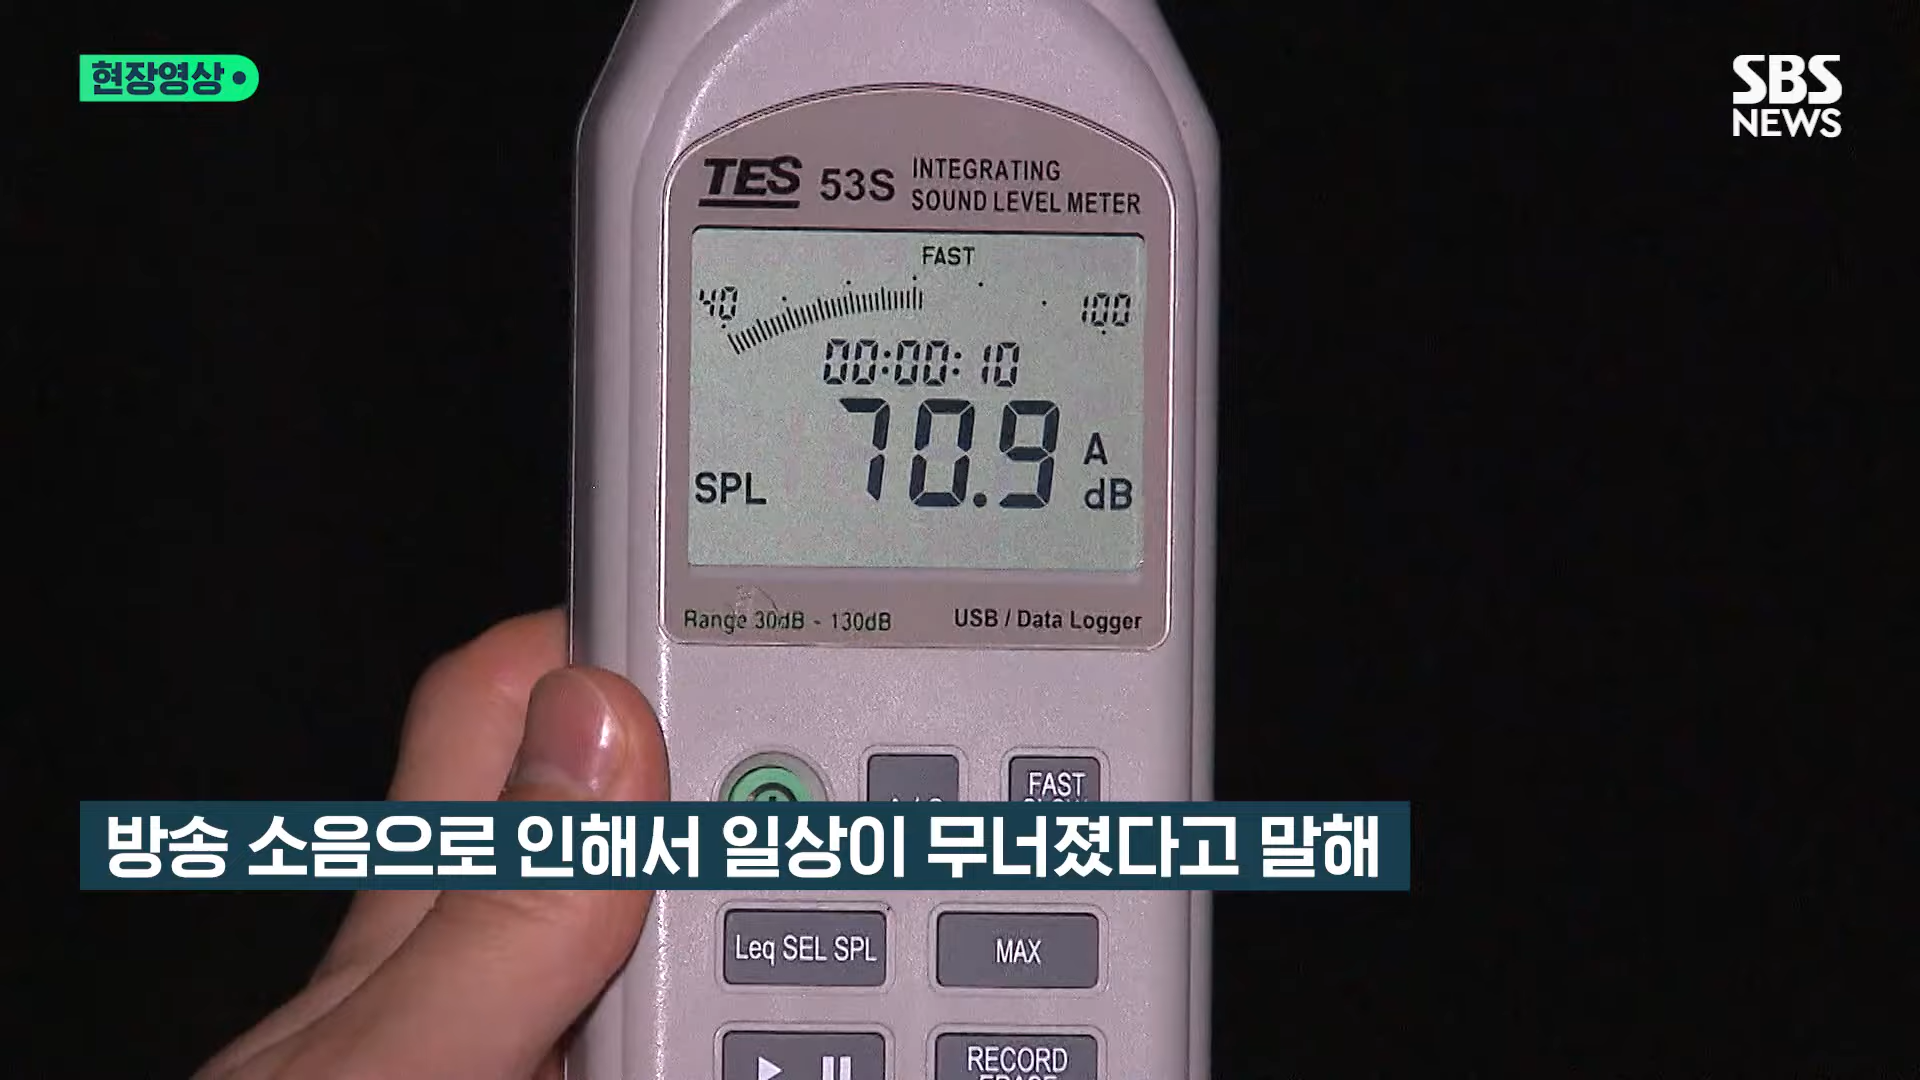 현장영상
SBS
NEWS
TES 53S INTEGRATING
SOUND LEVEL METER
FAST
40
100
00:00:10
70.9
A
SPL
dB
Range 30dB - 130dB
USB / Data Logger
FAST
방송 소음으로 인해서 일상이 무너졌다고 말해
Leq SEL SPL
MAX
RECORD